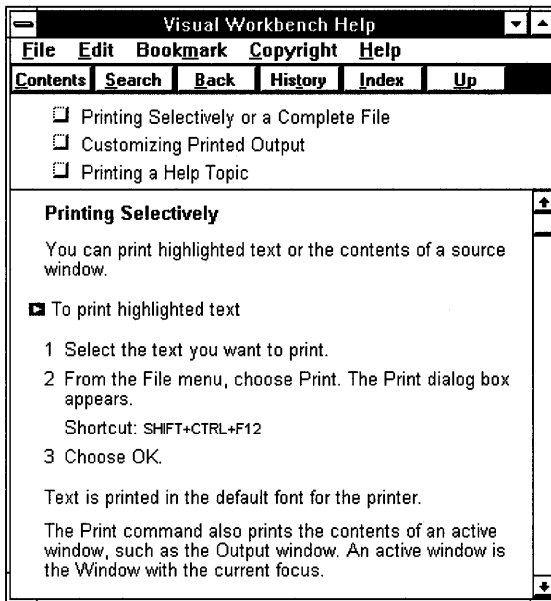 Visual Workbench Help
File Edit Bookmark Copyright Help
Contents Search Back History Index Up
Printing Selectively or a Complete File
Customizing Printed Output
Printing a Help Topic
Printing Selectively
You can print highlighted text or the contents of a source
window.
To print highlighted text
1 Select the text you want to print.
2 From the File menu, choose Print. The Print dialog box
appears.
Shortcut: SHIFT+CTRL+F12
3 Choose OK.
Text is printed in the default font for the printer.
The Print command also prints the contents of an active
window, such as the Output window. An active window is
the Window with the current focus.